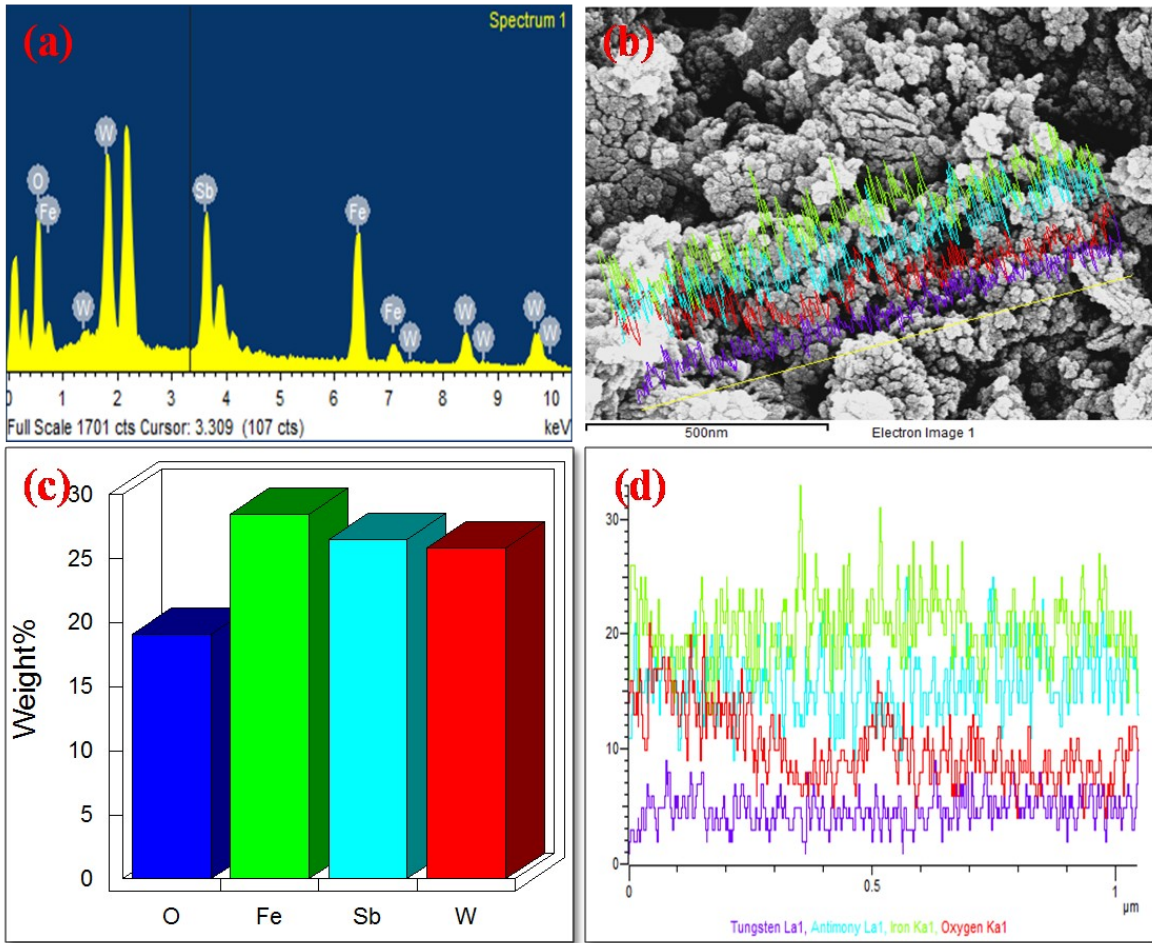 (a)
Spectrum 1
W
O
Fe
Sb
Fe
W
Fe
W
W
W
W
W
0 1 2 3 4 5 6 7 8 9 10
Full Scale 1701 cts Cursor: 3.309 (107 cts)
keV
(b)
500nm
Electron Image 1
(c)
Weight%
30
25
20
15
10
5
0
O Fe Sb W
(d)
30
20
10
0
0 0.5 1
µm
Tungsten La1, Antimony La1, Iron Ka1, Oxygen Ka1